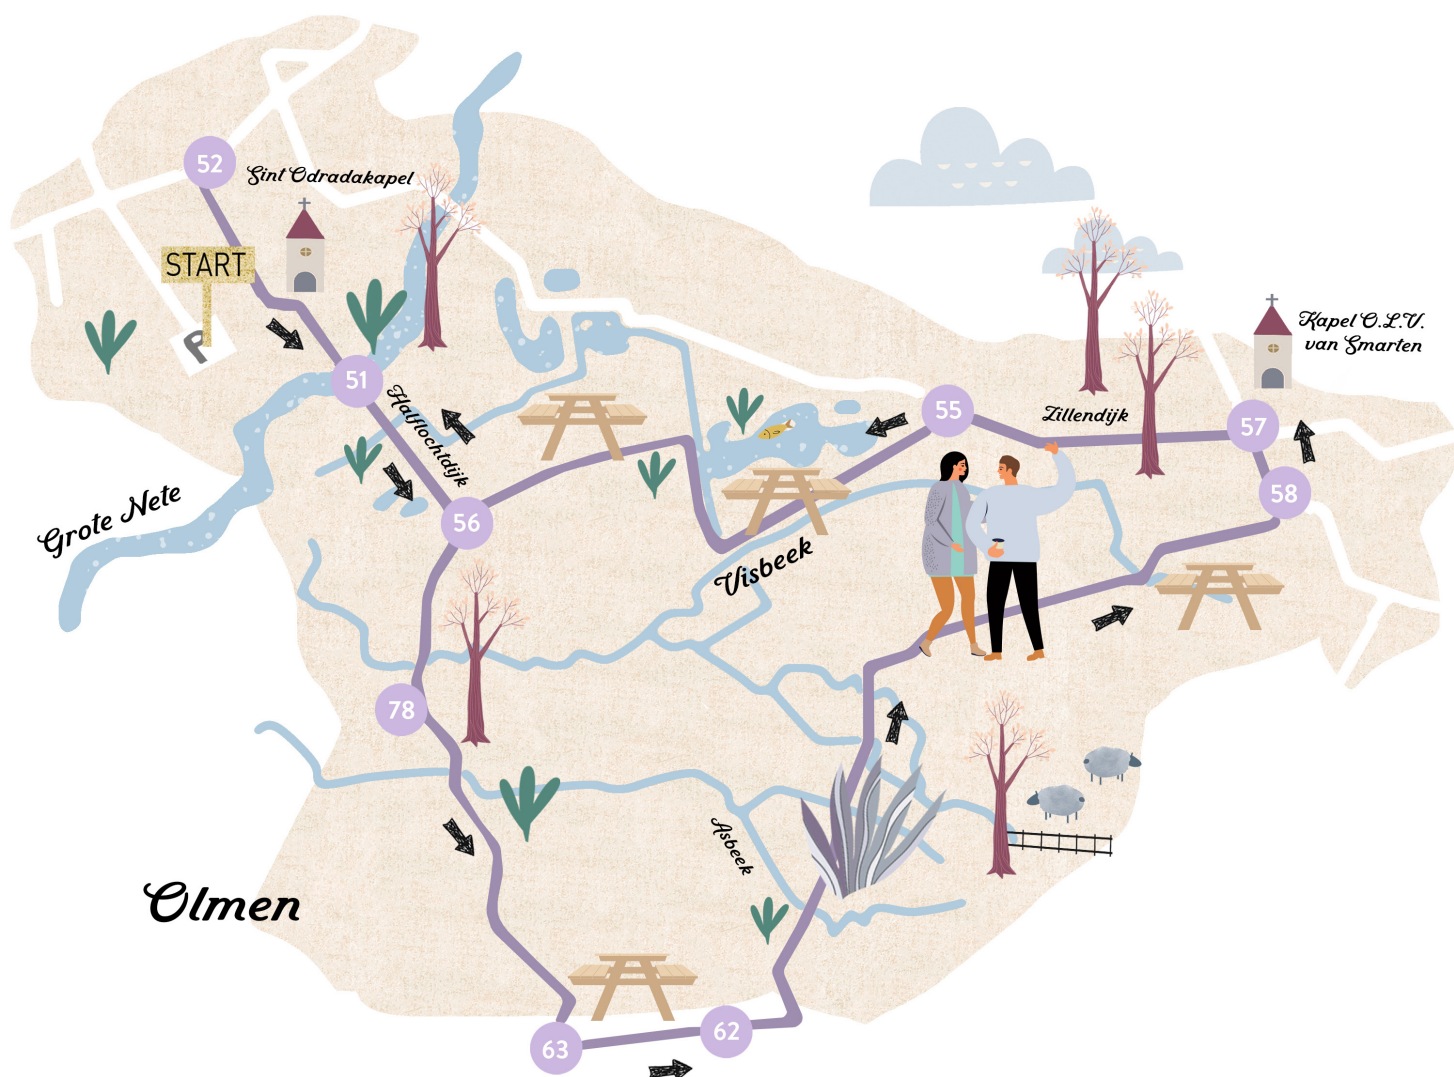 52
Sint Odradakapel
START
P
51
Halflochtdijk
55
Zillendijk
57
Kapel O.L.V.
van Smarten
58
56
Grote Nete
Visbeek
78
Asbeek
Olmen
63
62